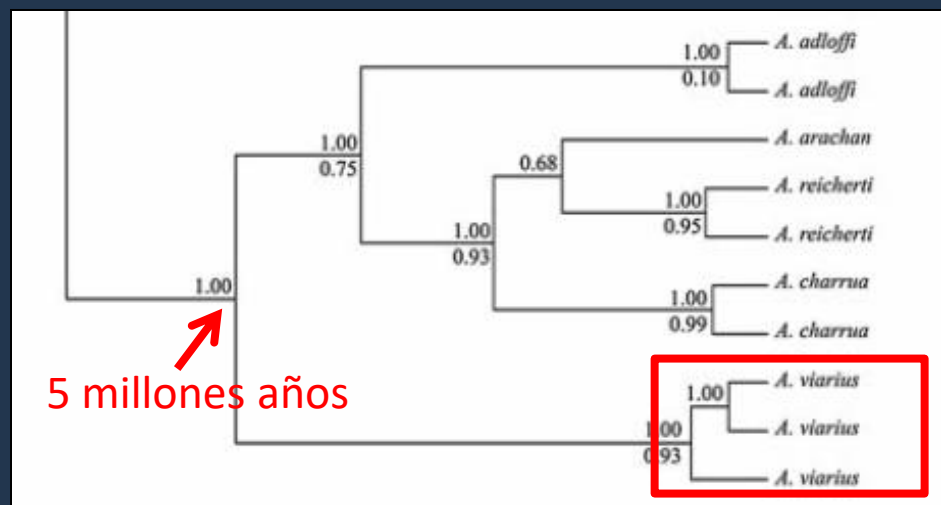 A. adloffi
1.00
0.10
A. adloffi
A. arachan
1.00
0.75
0.68
A. reicherti
1.00
0.95
A. reicherti
1.00
0.93
A. charrua
1.00
0.99
A. charrua
1.00
5 millones años
A. viarius
1.00
A. viarius
1.00
0.93
A. viarius